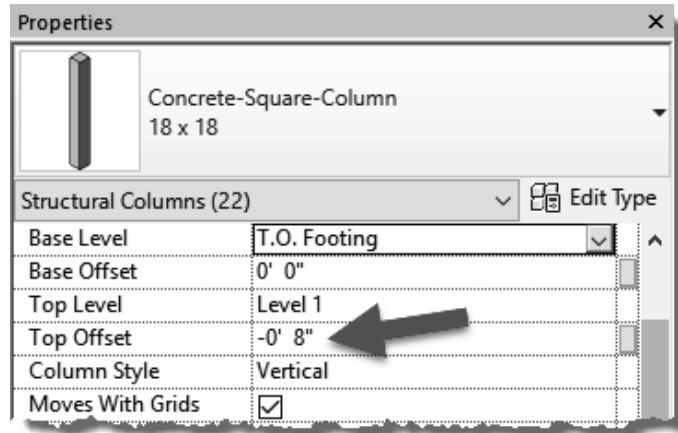 Properties
Concrete-Square-Column
18 x 18
Structural Columns (22) Edit Type
Base Level T.O. Footing
Base Offset 0' 0"
Top Level Level 1
Top Offset -0' 8"
Column Style Vertical
Moves With Grids